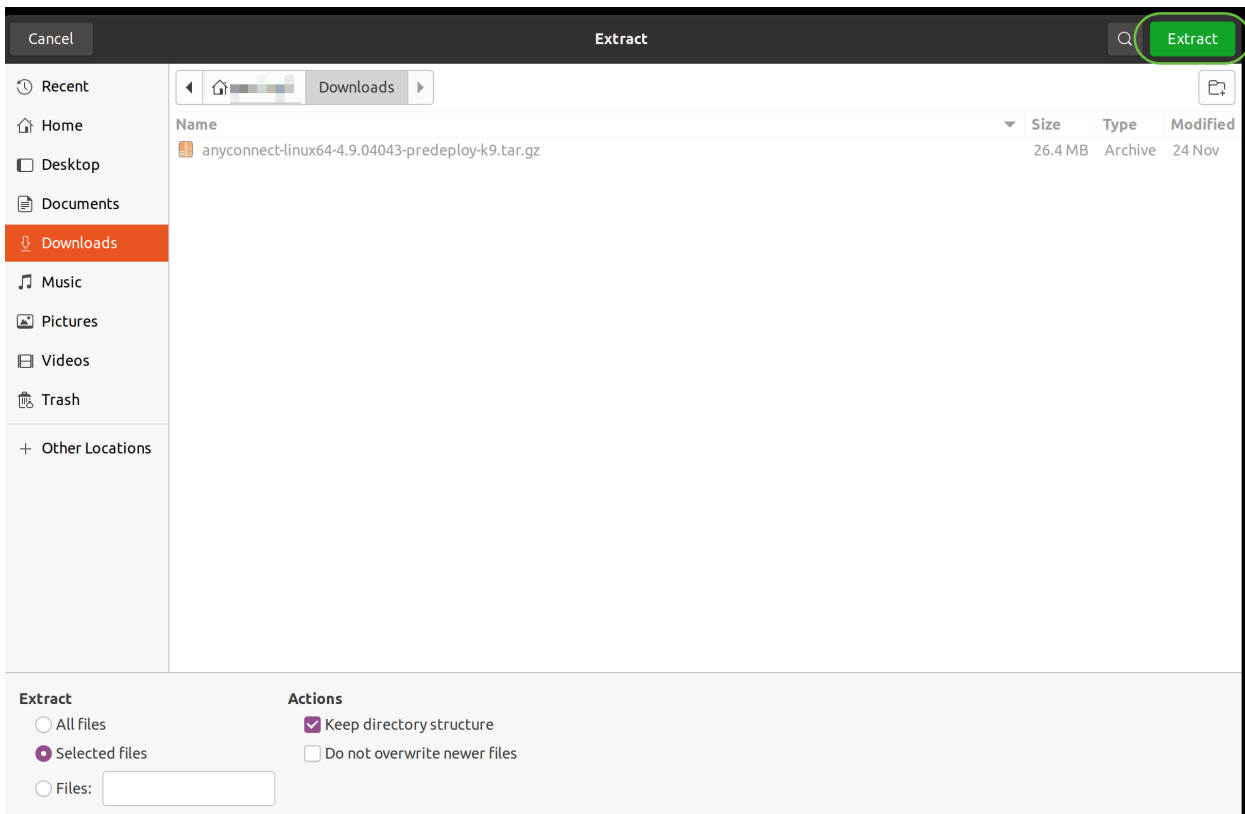 Cancel Extract Extract
Recent
Home
Desktop
Documents
Downloads
Music
Pictures
Videos
Trash
Other Locations
Downloads
Name Size Type Modified
anyconnect-linux64-4.9.04043-predeploy-k9.tar.gz 26.4 MB Archive 24 Nov
Extract
All files
Selected files
Files:
Actions
Keep directory structure
Do not overwrite newer files